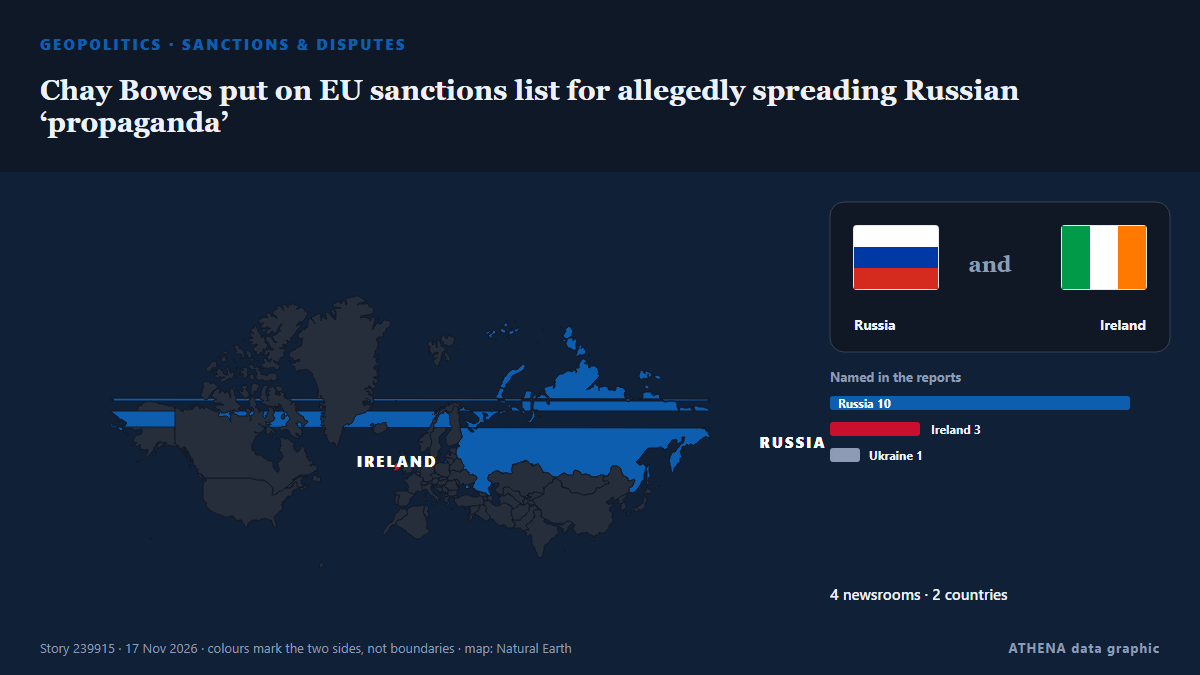 GEOPOLITICS · SANCTIONS & DISPUTES
Chay Bowes put on EU sanctions list for allegedly spreading Russian
‘propaganda’
and
Russia
Ireland
Named in the reports
Russia 10
Ireland 3
Ukraine 1
RUSSIA
IRELAND
4 newsrooms · 2 countries
Story 239915 · 17 Nov 2026 · colours mark the two sides, not boundaries · map: Natural Earth
ATHENA data graphic